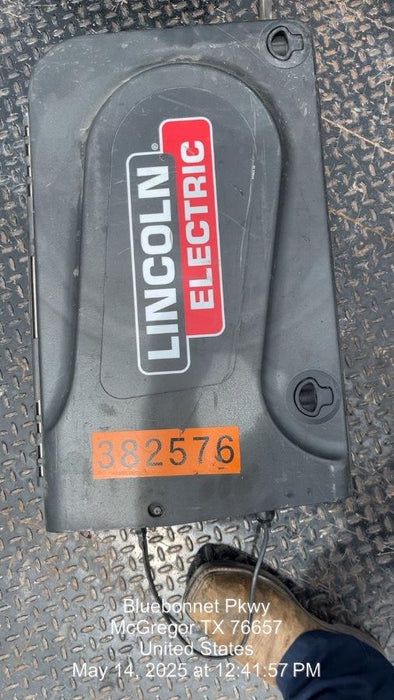 LINCOLN®
ELECTRIC
382576
Bluebonnet Pkwy
McGregor TX 76657
United States
May 14, 2025 at 12:41:57 PM